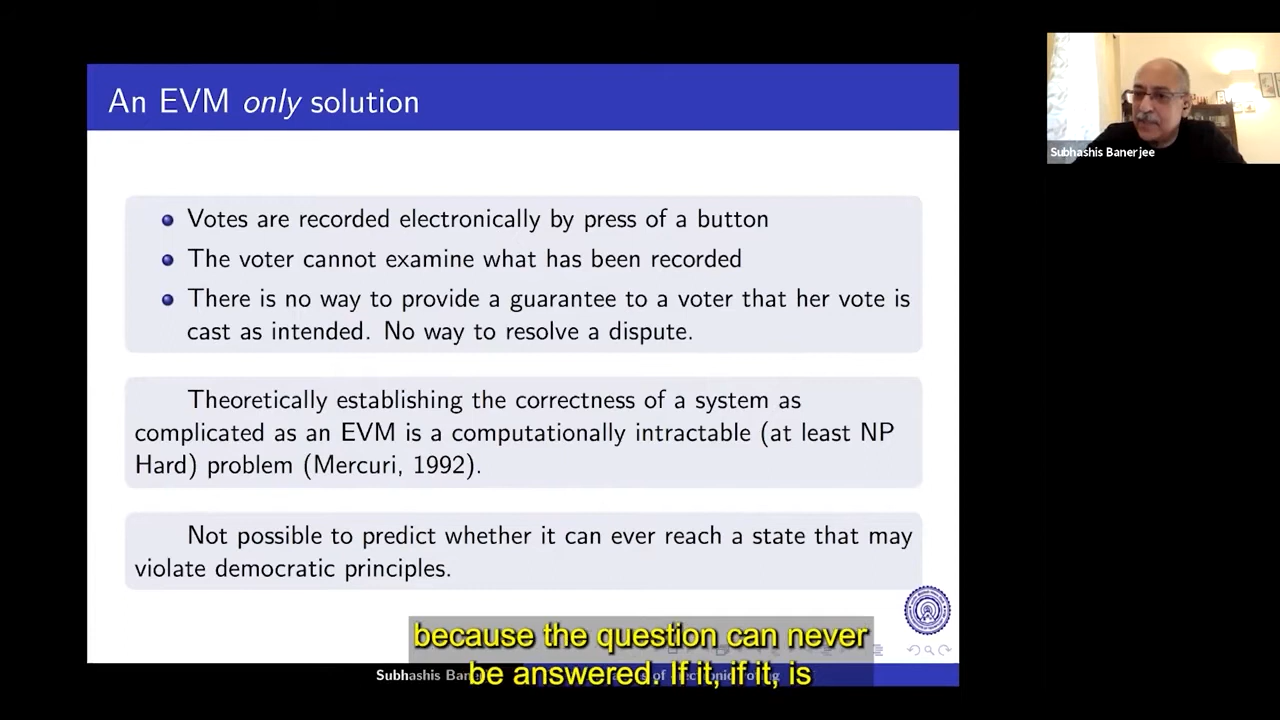 An EVM only solution
Votes are recorded electronically by press of a button
The voter cannot examine what has been recorded
There is no way to provide a guarantee to a voter that her vote is
cast as intended. No way to resolve a dispute.
Theoretically establishing the correctness of a system as
complicated as an EVM is a computationally intractable (at least NP
Hard) problem (Mercuri, 1992).
Not possible to predict whether it can ever reach a state that may
violate democratic principles.
because the question can never
be answered. If it, if it, is
Subhashis Ban
Subhashis Banerjee